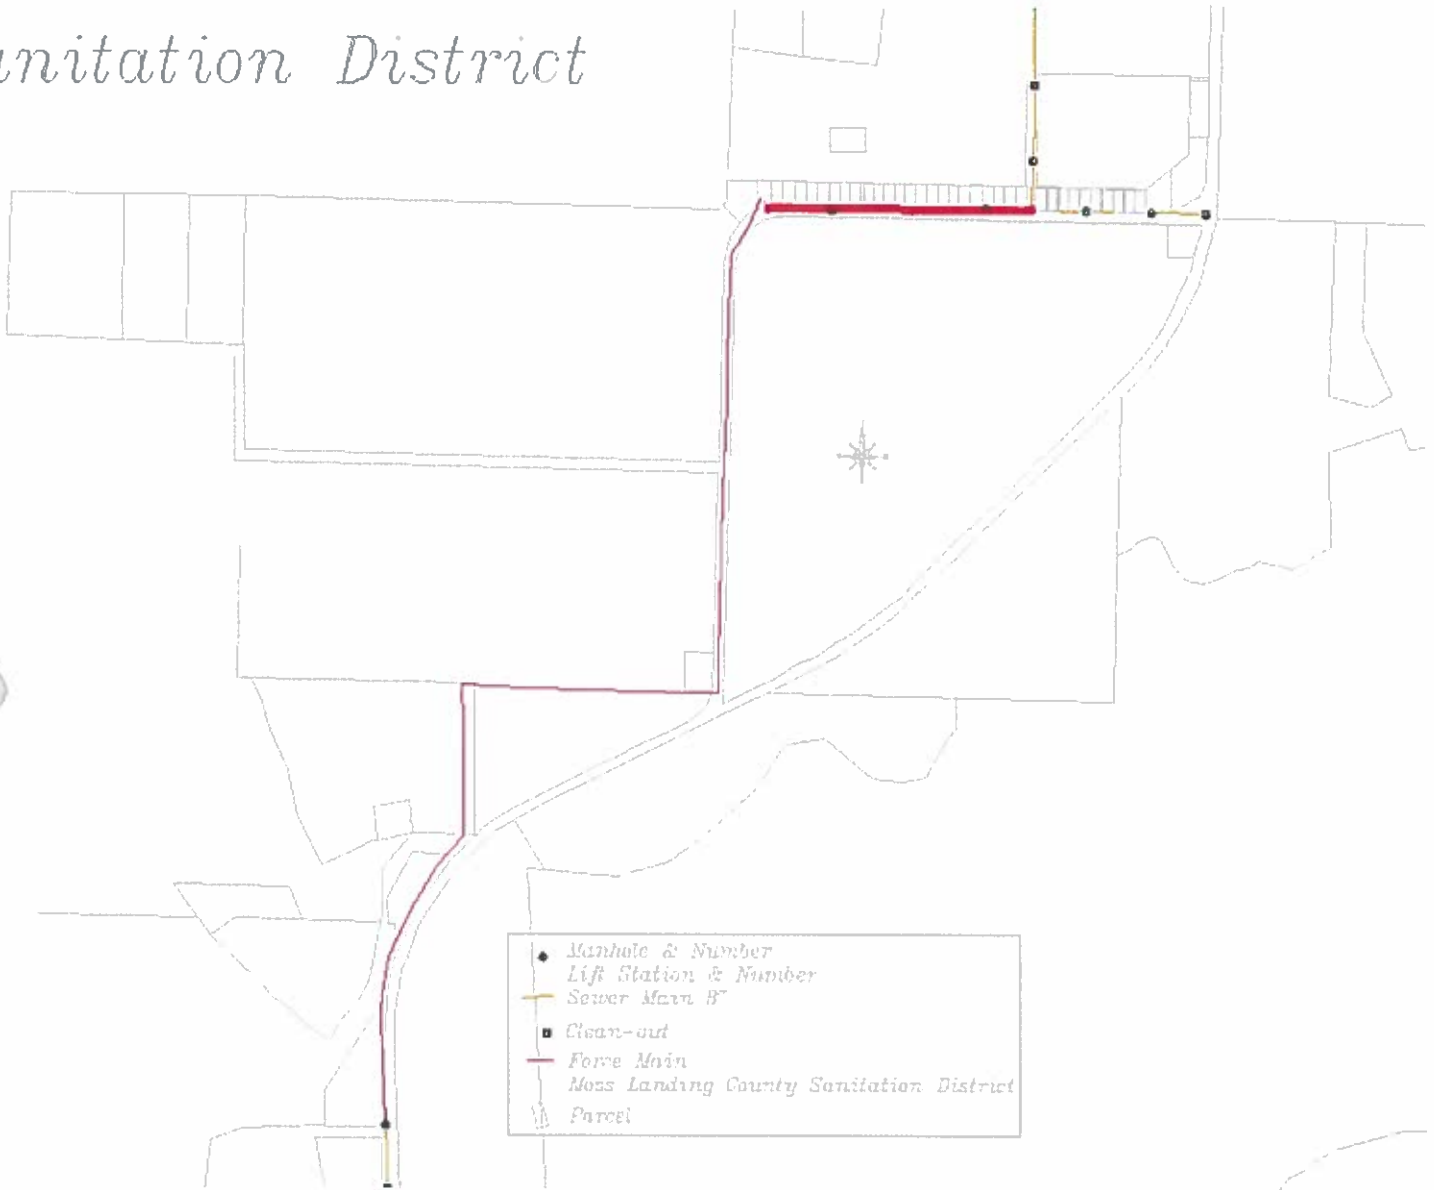 anitation District
Manhole & Number
Lift Station & Number
Sewer Main 8"
Clean-out
Force Main
Moss Landing County Sanitation District
Parcel